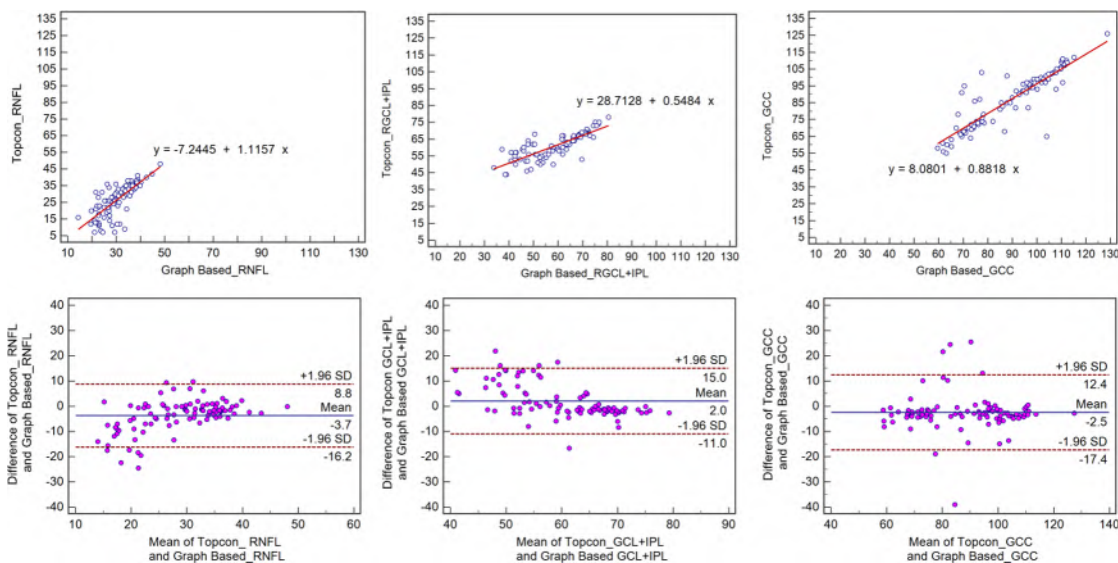 Topcon_RNFL
135
125
115
105
95
85
75
65
55
45
35
25
15
5
y = -7.2445 + 1.1157 x
10 20 30 40 50 60 70 80 90 100 110 130
Graph Based_RNFL
Topcon_RGCL+IPL
135
125
115
105
95
85
75
65
55
45
35
25
15
5
y = 28.7128 + 0.5484 x
10 20 30 40 50 60 70 80 90 100 110 130
Graph Based_RGCL+IPL
Topcon_GCC
135
125
115
105
95
85
75
65
55
45
35
25
15
5
y = 8.0801 + 0.8818 x
10 20 30 40 50 60 70 80 90 100 110 120 130
Graph Based_GCC
Difference of Topcon_ RNFL
and Graph Based_RNFL
40
30
20
10
0
-10
-20
-30
-40
+1.96 SD
8.8
Mean
-3.7
-1.96 SD
-16.2
10 20 30 40 50 60
Mean of Topcon_ RNFL
and Graph Based_RNFL
Difference of Topcon GCL+IPL
and Graph Based GCL+IPL
40
30
20
10
0
-10
-20
-30
-40
+1.96 SD
15.0
Mean
2.0
-1.96 SD
-11.0
40 50 60 70 80 90
Mean of Topcon_GCL+IPL
and Graph Based GCL+IPL
Difference of Topcon_GCC
and Graph Based_GCC
40
30
20
10
0
-10
-20
-30
-40
+1.96 SD
12.4
Mean
-2.5
-1.96 SD
-17.4
40 60 80 100 120 140
Mean of Topcon_GCC
and Graph Based_GCC